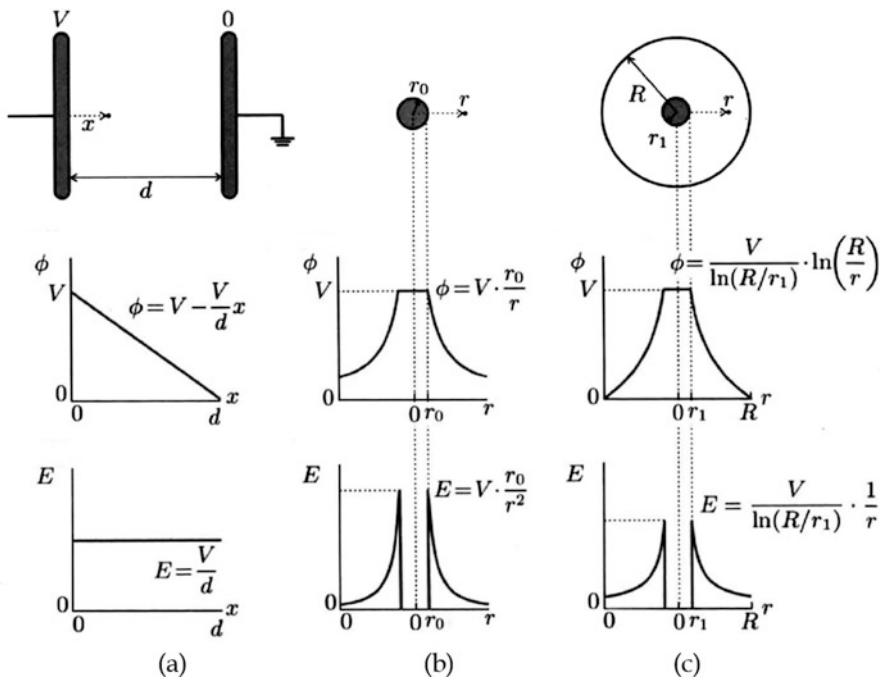 V 0
x
d
r₀
r
R
r₁
r
ϕ
V
ϕ = V − V/d x
0
0
d
x
ϕ
V
ϕ = V · r₀/r
0
0
r₀
r
ϕ
V
ϕ = V/ln(R/r₁) · ln(R/r)
0
0
r₁
R
r
E
E = V/d
0
0
d
x
E
E = V · r₀/r²
0
0
0
r₀
r
E
E = V/ln(R/r₁) · 1/r
0
0
0
r₁
R
r
(a) (b) (c)